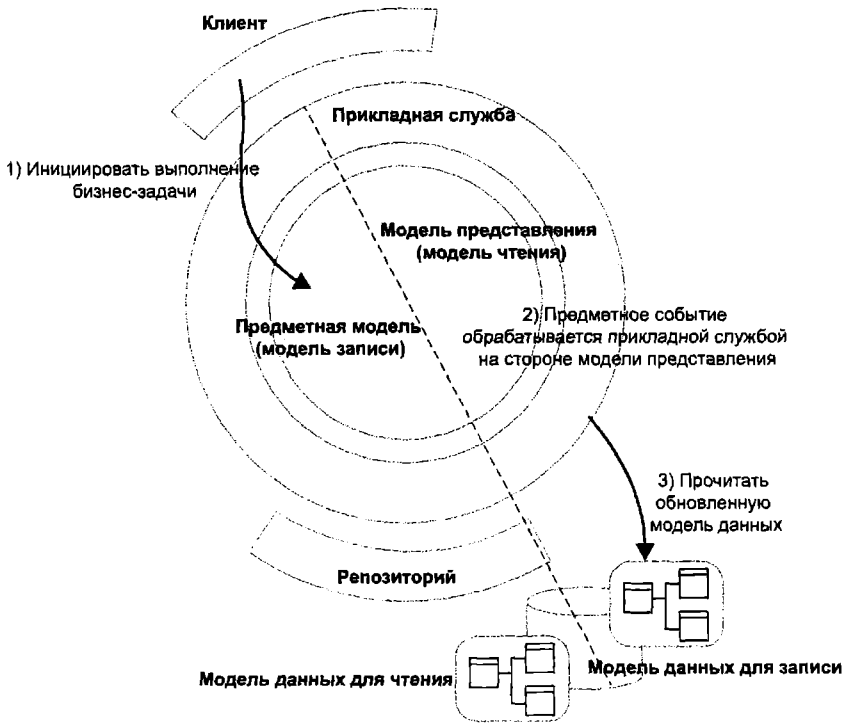 Клиент
Прикладная служба
1) Инициировать выполнение
бизнес-задачи
Модель представления
(модель чтения)
2) Предметное событие
обрабатывается прикладной службой
на стороне модели представления
Предметная модель
(модель записи)
3) Прочитать
обновленную
модель данных
Репозиторий
Модель данных для записи
Модель данных для чтения